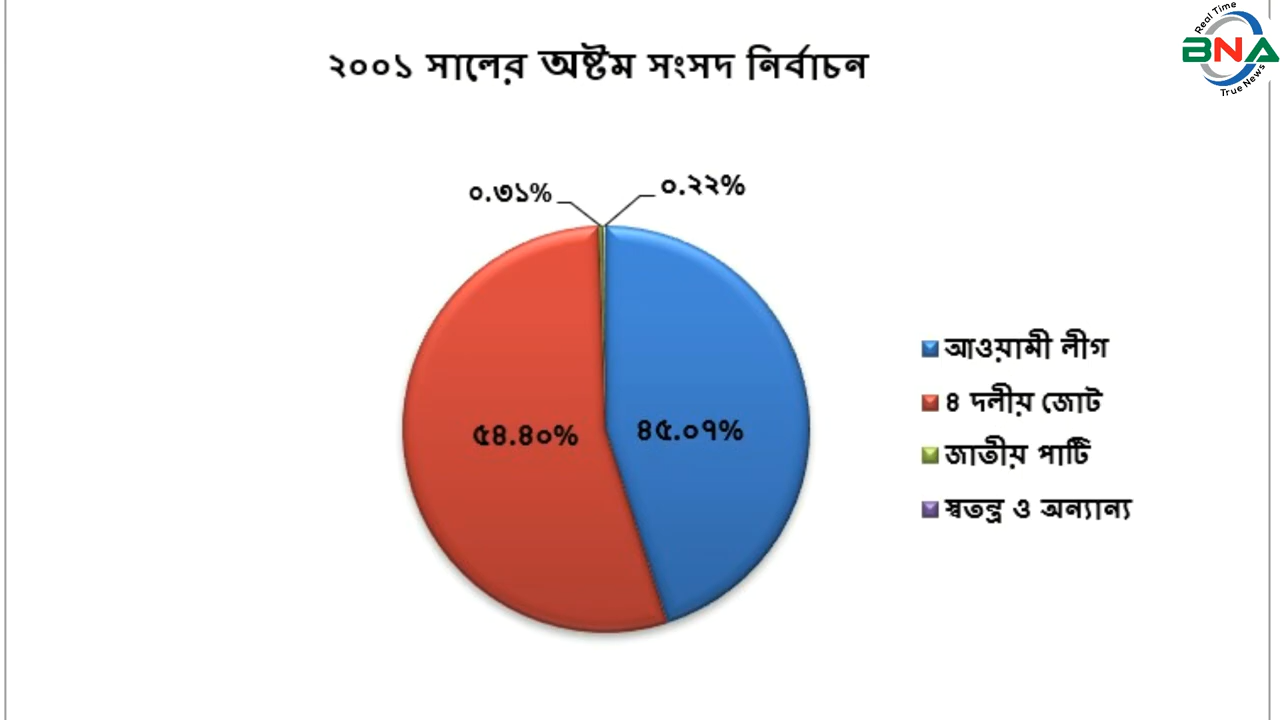 Real Time
BNA
True News
২০০১ সালের অষ্টম সংসদ নির্বাচন
০.৩১%
০.২২%
৫৪.৪০%
৪৫.০৭%
আওয়ামী লীগ
৪ দলীয় জোট
জাতীয় পার্টি
স্বতন্ত্র ও অন্যান্য